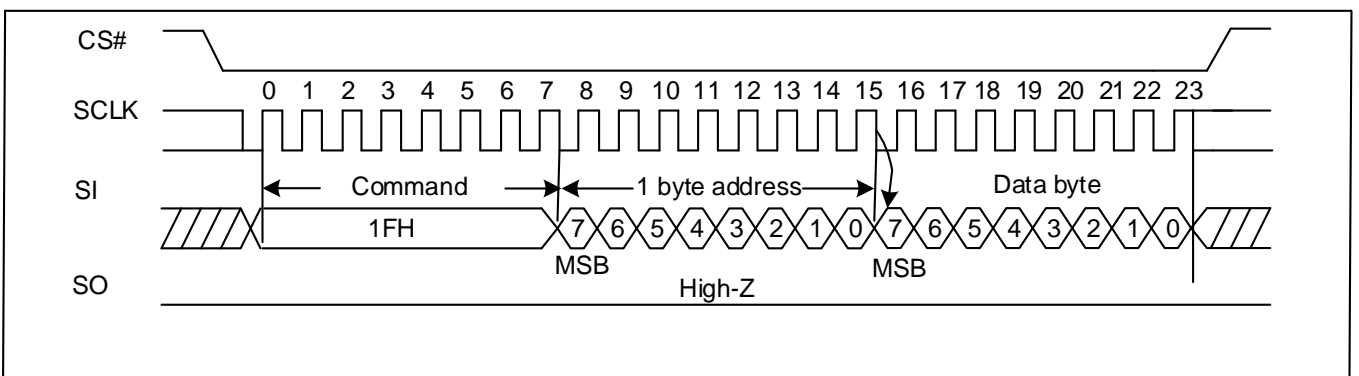 CS#
0 1 2 3 4 5 6 7 8 9 10 11 12 13 14 15 16 17 18 19 20 21 22 23
SCLK
SI
Command 1 byte address Data byte
1FH 7 6 5 4 3 2 1 0 7 6 5 4 3 2 1 0
MSB MSB
SO
High-Z